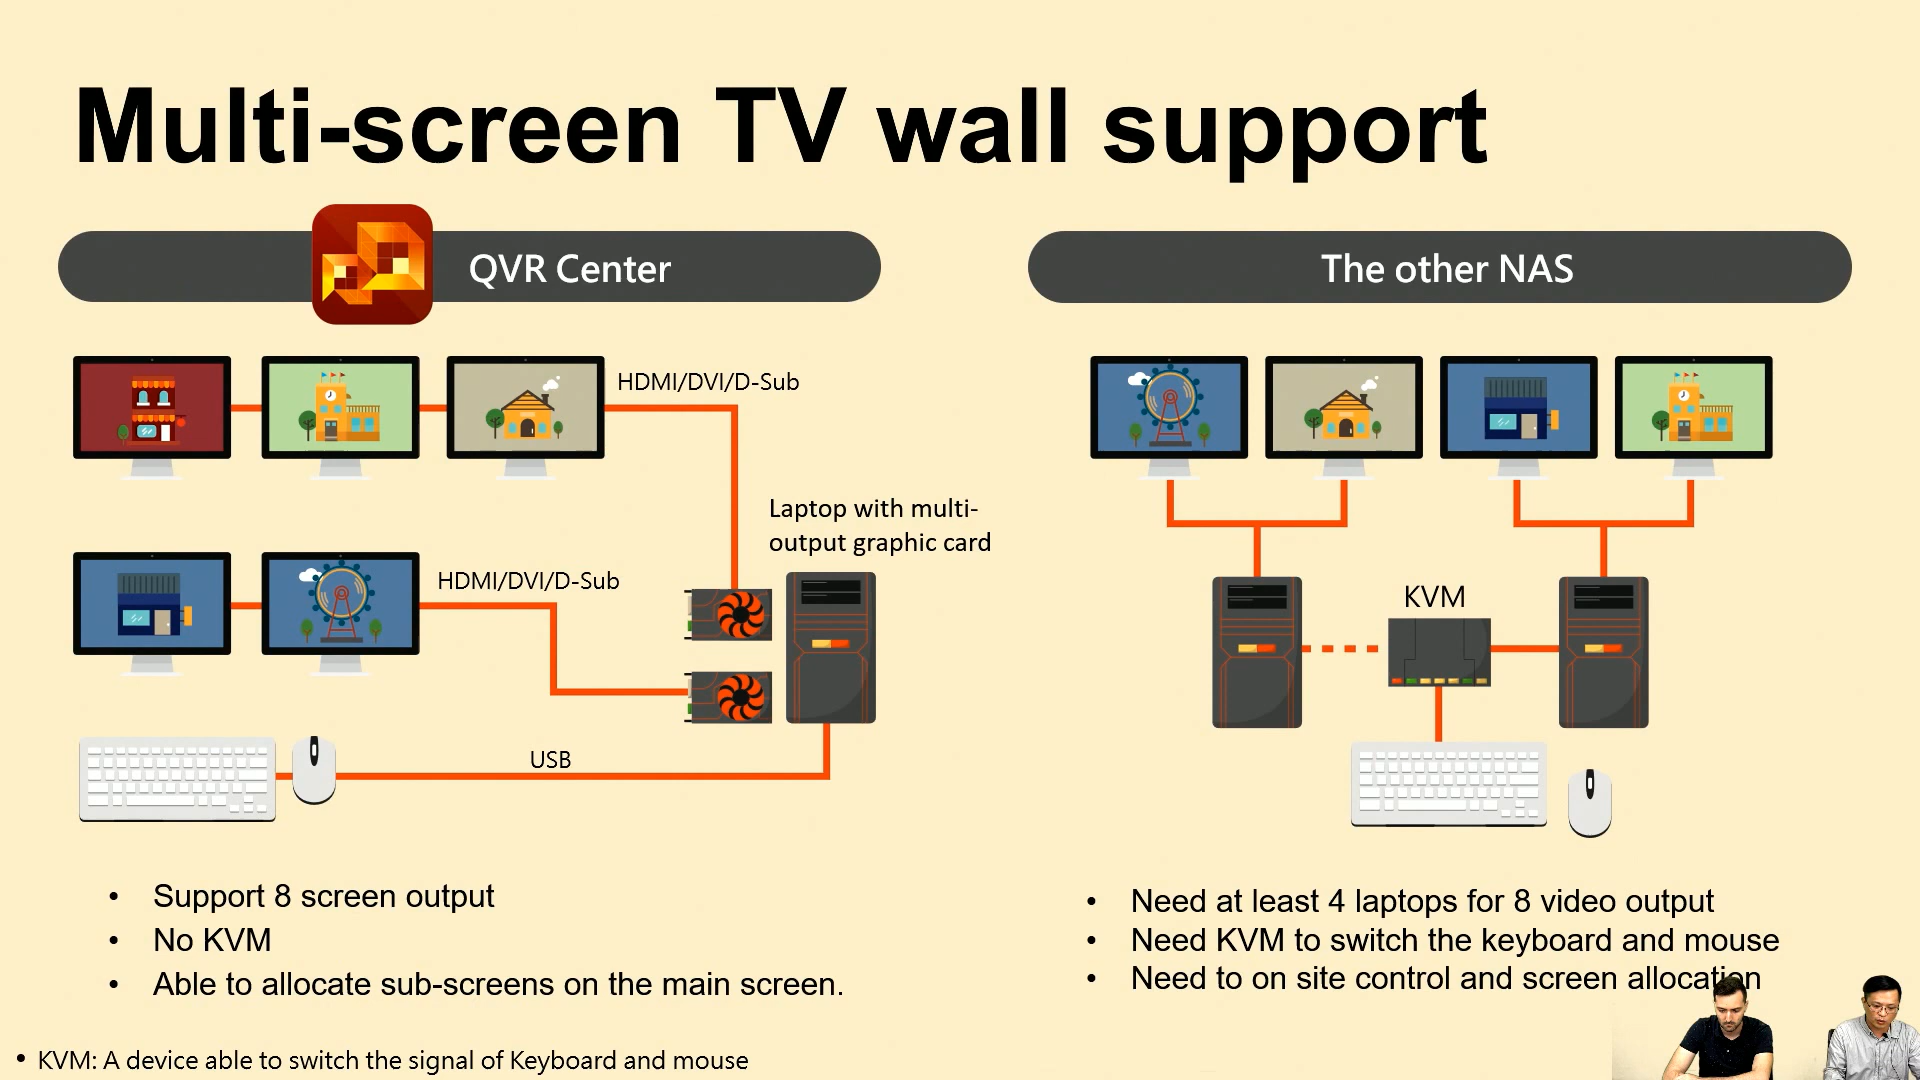 Multi-screen TV wall support
QVR Center
HDMI/DVI/D-Sub
Laptop with multi-
output graphic card
HDMI/DVI/D-Sub
USB
• Support 8 screen output
• No KVM
• Able to allocate sub-screens on the main screen.
The other NAS
KVM
• Need at least 4 laptops for 8 video output
• Need KVM to switch the keyboard and mouse
• Need to on site control and screen allocation
• KVM: A device able to switch the signal of Keyboard and mouse